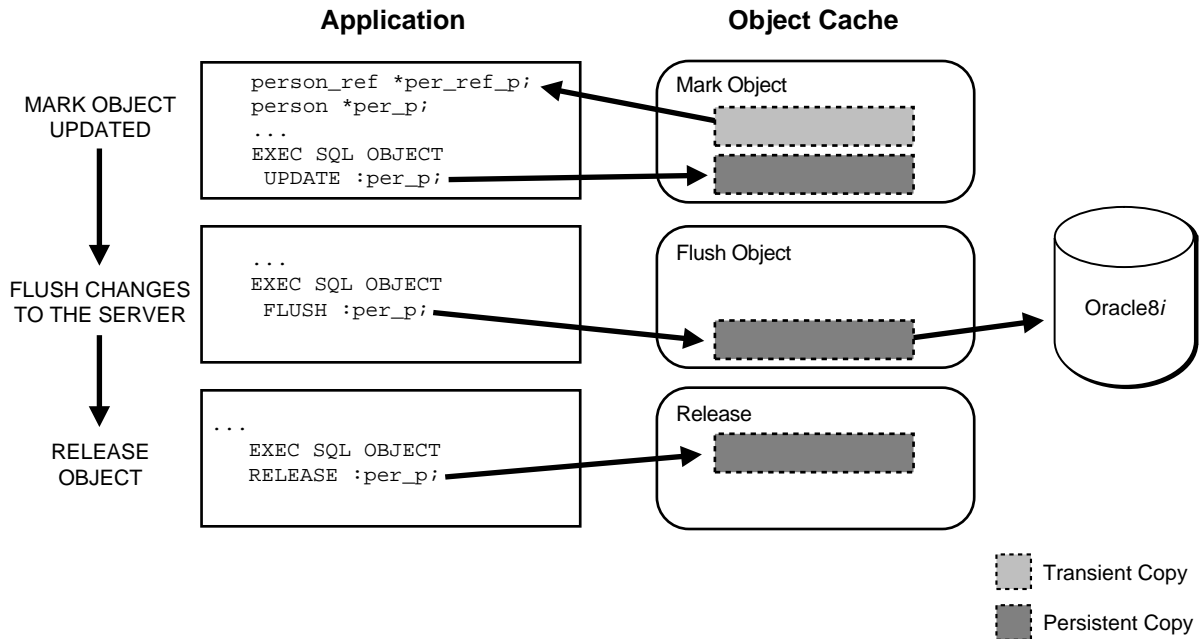 Application
Object Cache
MARK OBJECT
UPDATED
person_ref *per_ref_p;
person *per_p;
...
EXEC SQL OBJECT
UPDATE :per_p;
Mark Object
FLUSH CHANGES
TO THE SERVER
...
EXEC SQL OBJECT
FLUSH :per_p;
Flush Object
Oracle8i
RELEASE
OBJECT
...
EXEC SQL OBJECT
RELEASE :per_p;
Release
Transient Copy
Persistent Copy